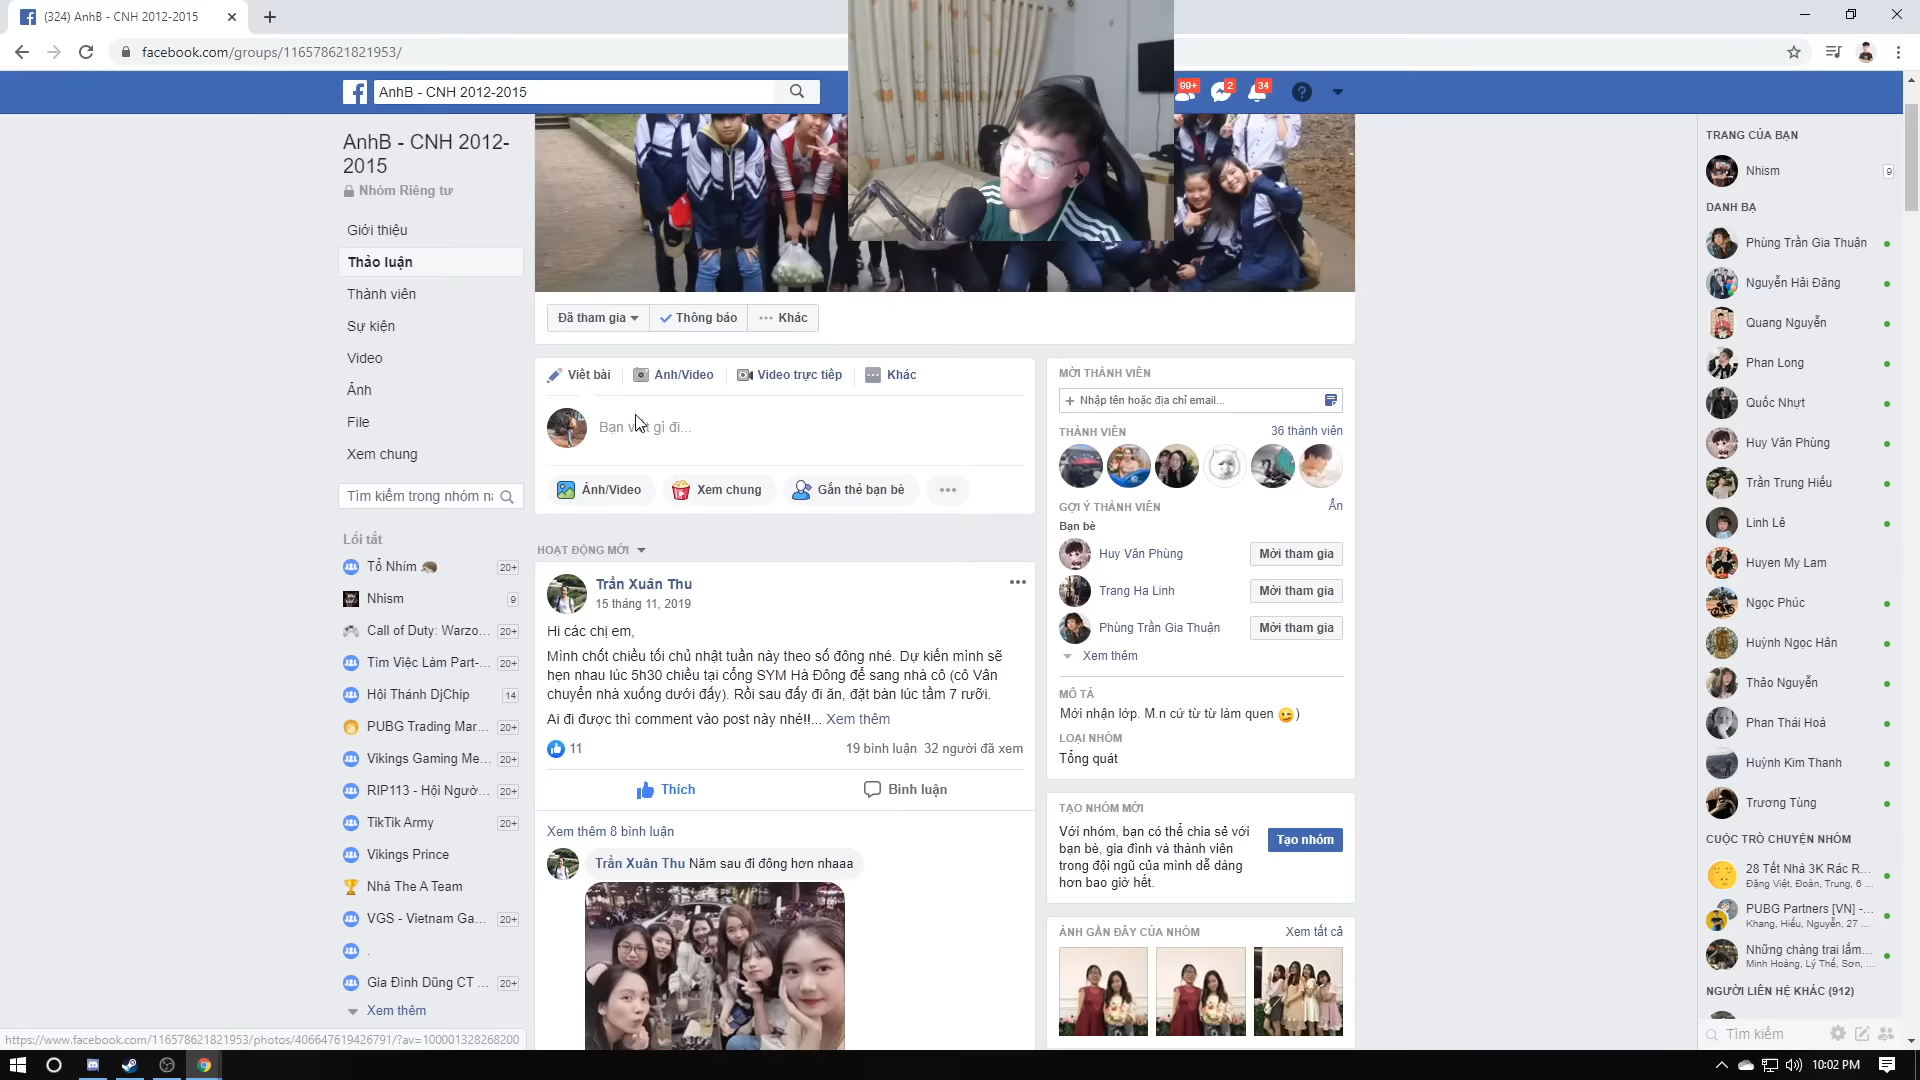 (324) AnhB - CNH 2012-2015
facebook.com/groups/116578621821953/
AnhB - CNH 2012-2015
99+
2
34
AnhB - CNH 2012-
2015
Nhóm Riêng tư
Giới thiệu
Thảo luận
Thành viên
Sự kiện
Video
Ảnh
File
Xem chung
Tìm kiếm trong nhóm nà
Lối tắt
Tổ Nhím 20+
Nhism 9
Call of Duty: Warzo... 20+
Tìm Việc Làm Part-... 20+
Hội Thánh DjChip 14
PUBG Trading Mar... 20+
Vikings Gaming Me... 20+
RIP113 - Hội Ngườ... 20+
TikTik Army 20+
Vikings Prince
Nhà The A Team
VGS - Vietnam Ga... 20+
.
Gia Đình Dũng CT ... 20+
Xem thêm
Đã tham gia
Thông báo
Khác
Viết bài
Ảnh/Video
Video trực tiếp
Khác
Bạn viết gì đi...
Ảnh/Video
Xem chung
Gắn thẻ bạn bè
HOẠT ĐỘNG MỚI
Trần Xuân Thu
15 tháng 11, 2019
Hi các chị em,
Mình chốt chiều tối chủ nhật tuần này theo số đông nhé. Dự kiến mình sẽ
hẹn nhau lúc 5h30 chiều tại cổng SYM Hà Đông để sang nhà cô (cô Vân
chuyển nhà xuống dưới đấy). Rồi sau đấy đi ăn, đặt bàn lúc tầm 7 rưỡi.
Ai đi được thì comment vào post này nhé!!... Xem thêm
11
19 bình luận 32 người đã xem
Thích
Bình luận
Xem thêm 8 bình luận
Trần Xuân Thu Năm sau đi đông hơn nhaaa
MỜI THÀNH VIÊN
+ Nhập tên hoặc địa chỉ email...
THÀNH VIÊN
36 thành viên
GỢI Ý THÀNH VIÊN
Ẩn
Bạn bè
Huy Văn Phùng
Mời tham gia
Trang Ha Linh
Mời tham gia
Phùng Trần Gia Thuận
Mời tham gia
Xem thêm
MÔ TẢ
Mới nhận lớp. M.n cứ từ từ làm quen 😉)
LOẠI NHÓM
Tổng quát
TẠO NHÓM MỚI
Với nhóm, bạn có thể chia sẻ với
bạn bè, gia đình và thành viên
trong đội ngũ của mình dễ dàng
hơn bao giờ hết.
Tạo nhóm
ẢNH GẦN ĐÂY CỦA NHÓM
Xem tất cả
TRANG CỦA BẠN
Nhism 9
DANH BẠ
Phùng Trần Gia Thuận
Nguyễn Hải Đăng
Quang Nguyễn
Phan Long
Quốc Nhựt
Huy Văn Phùng
Trần Trung Hiếu
Linh Lê
Huyen My Lam
Ngọc Phúc
Huỳnh Ngọc Hân
Thảo Nguyễn
Phan Thái Hoà
Huỳnh Kim Thanh
Trương Tùng
CUỘC TRÒ CHUYỆN NHÓM
28 Tết Nhà 3K Rác R...
Đặng Việt, Đoàn, Trung, 6 ...
PUBG Partners [VN] -...
Khang, Hiếu, Nguyễn, 27 ...
Những chàng trai lắm...
Minh Hoàng, Lý Thế, Sơn, ...
NGƯỜI LIÊN HỆ KHÁC (912)
Tìm kiếm
https://www.facebook.com/116578621821953/photos/406647619426791/?av=100001328268200
10:02 PM